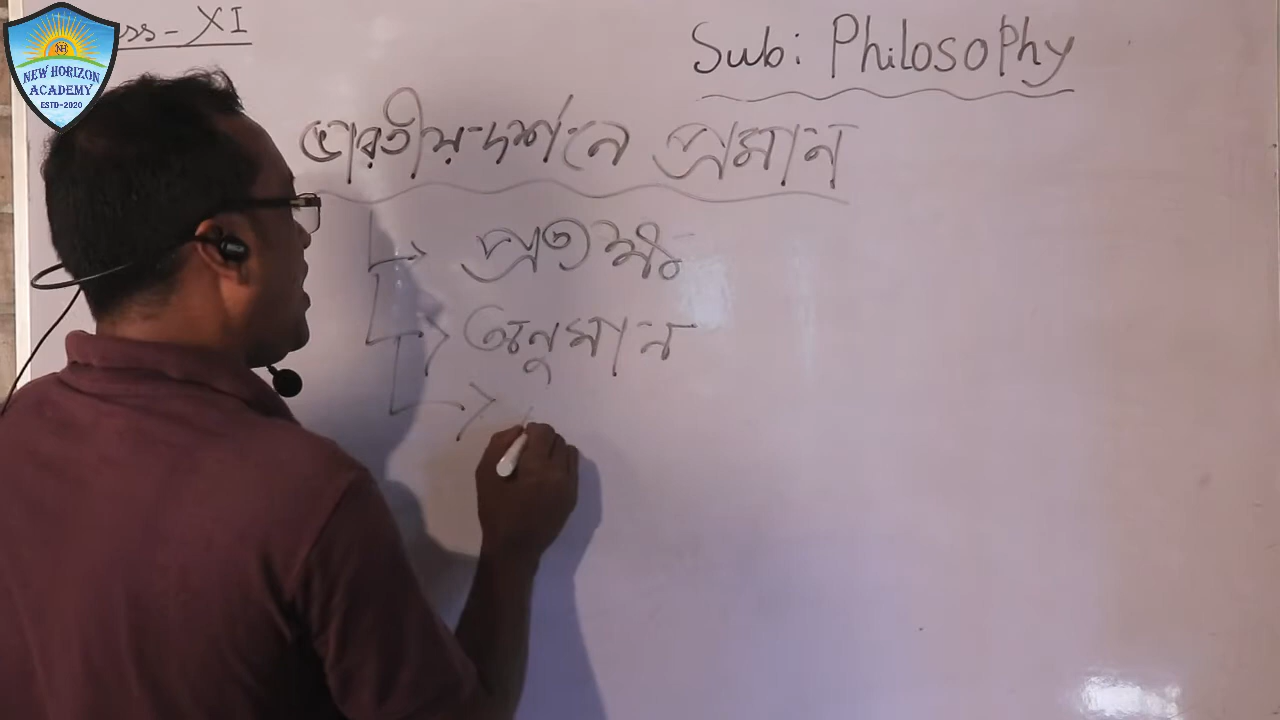 NEW HORIZON
ACADEMY
ESTD-2020
ss - XI
Sub: Philosophy
ভারতীয় দর্শনে প্রমান
প্রত্যক্ষ
অনুমান